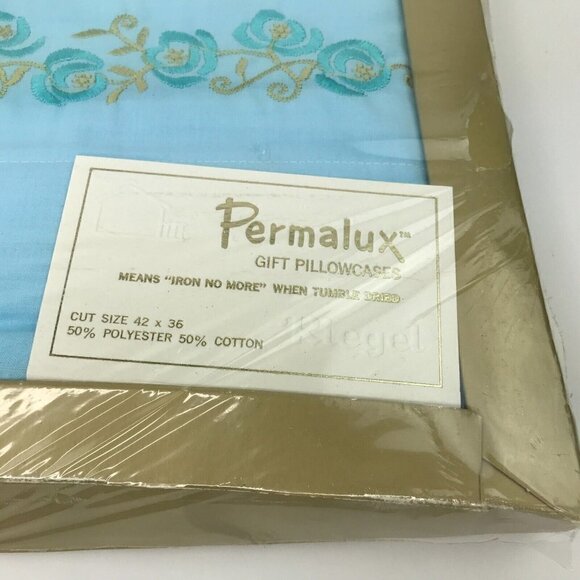 Permalux™
GIFT PILLOWCASES
MEANS "IRON NO MORE" WHEN TUMBLE DRIED
CUT SIZE 42 x 36
50% POLYESTER 50% COTTON
Riegel